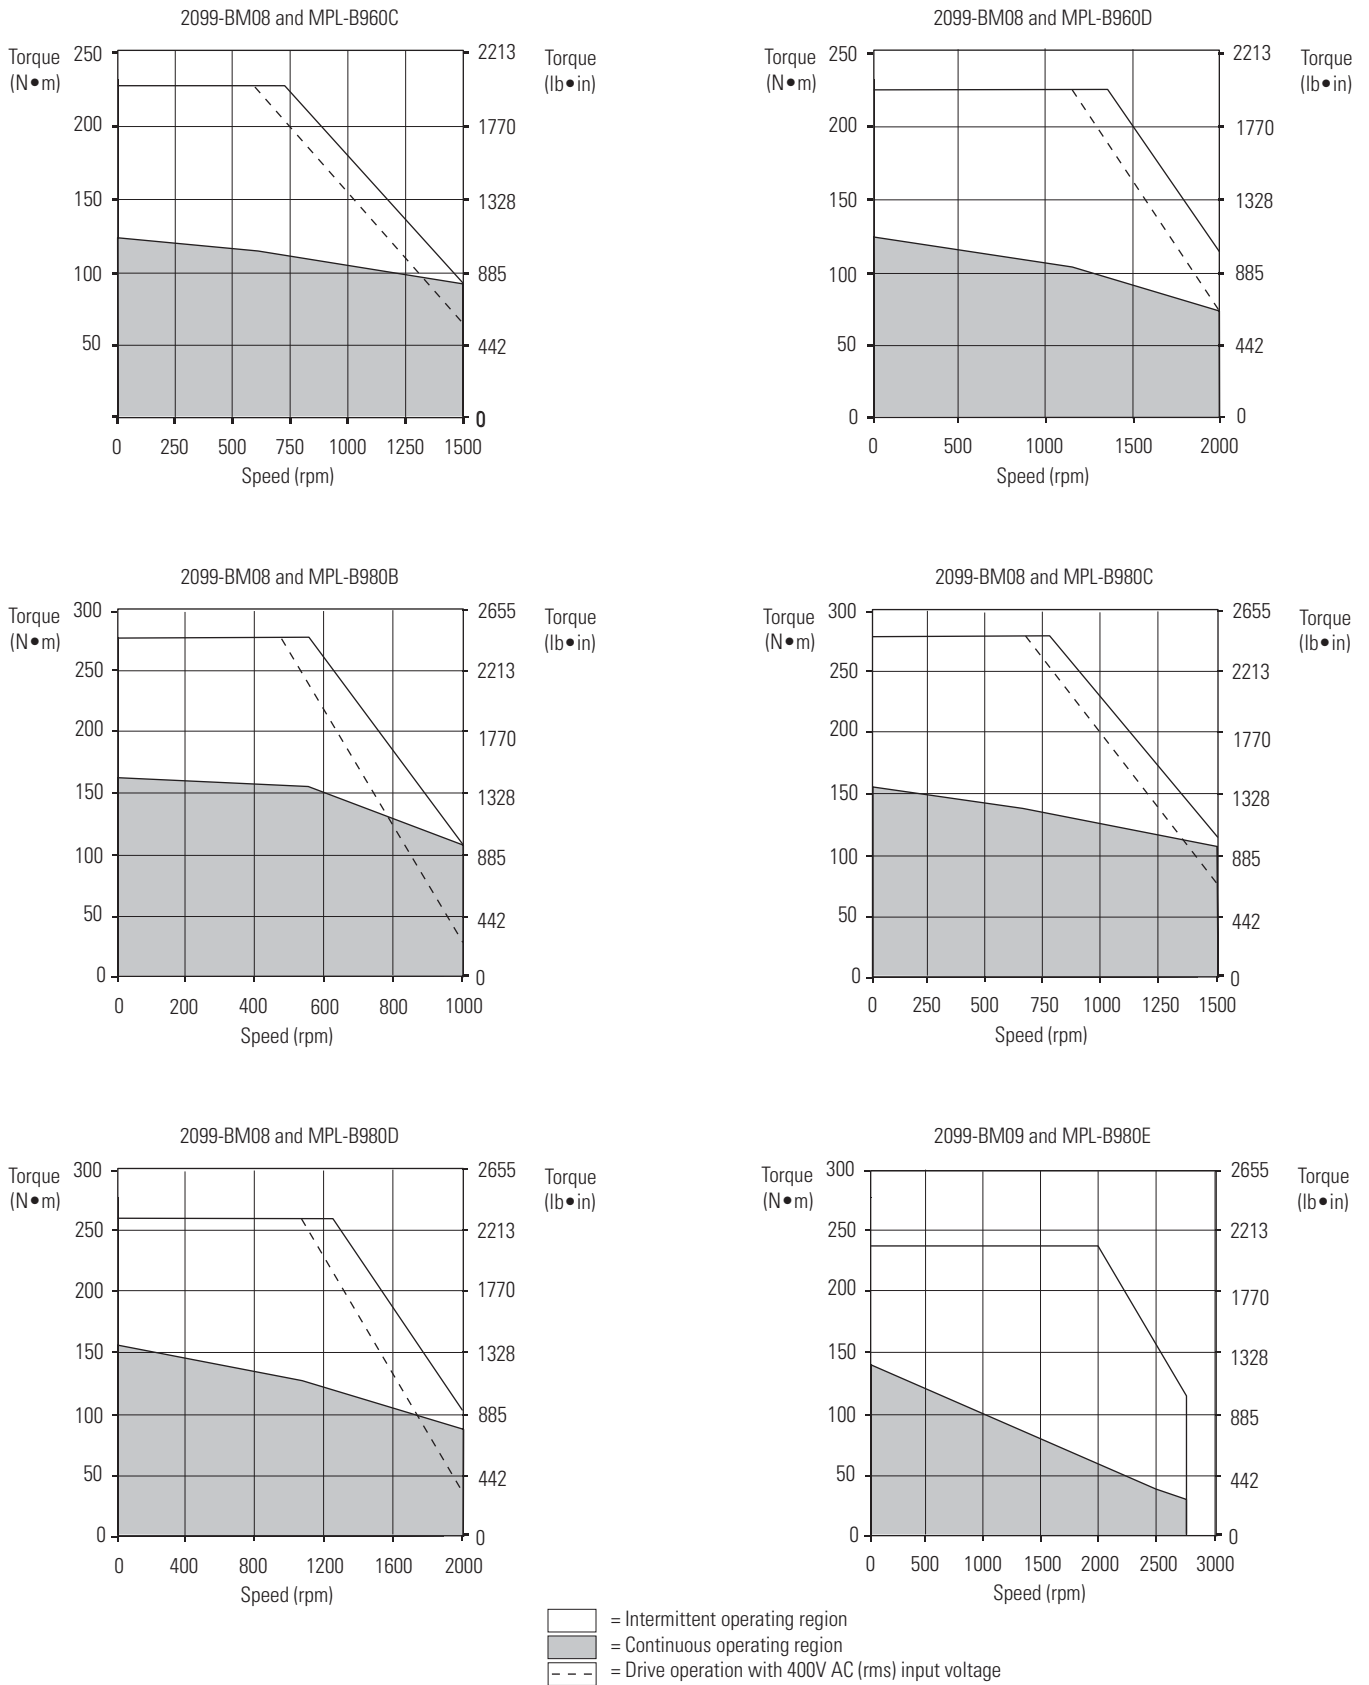 2099-BM08 and MPL-B960C
Torque
(N•m)
250
200
150
100
50
2213
1770
1328
885
442
0
Torque
(lb•in)
0 250 500 750 1000 1250 1500
Speed (rpm)
2099-BM08 and MPL-B960D
Torque
(N•m)
250
200
150
100
50
0
2213
1770
1328
885
442
0
Torque
(lb•in)
0 500 1000 1500 2000
Speed (rpm)
2099-BM08 and MPL-B980B
Torque
(N•m)
300
250
200
150
100
50
0
2655
2213
1770
1328
885
442
0
Torque
(lb•in)
0 200 400 600 800 1000
Speed (rpm)
2099-BM08 and MPL-B980C
Torque
(N•m)
300
250
200
150
100
50
0
2655
2213
1770
1328
885
442
0
Torque
(lb•in)
0 250 500 750 1000 1250 1500
Speed (rpm)
2099-BM08 and MPL-B980D
Torque
(N•m)
300
250
200
150
100
50
0
2655
2213
1770
1328
885
442
0
Torque
(lb•in)
0 400 800 1200 1600 2000
Speed (rpm)
2099-BM09 and MPL-B980E
Torque
(N•m)
300
250
200
150
100
50
0
2655
2213
1770
1328
885
442
0
Torque
(lb•in)
0 500 1000 1500 2000 2500 3000
Speed (rpm)
= Intermittent operating region
= Continuous operating region
= Drive operation with 400V AC (rms) input voltage